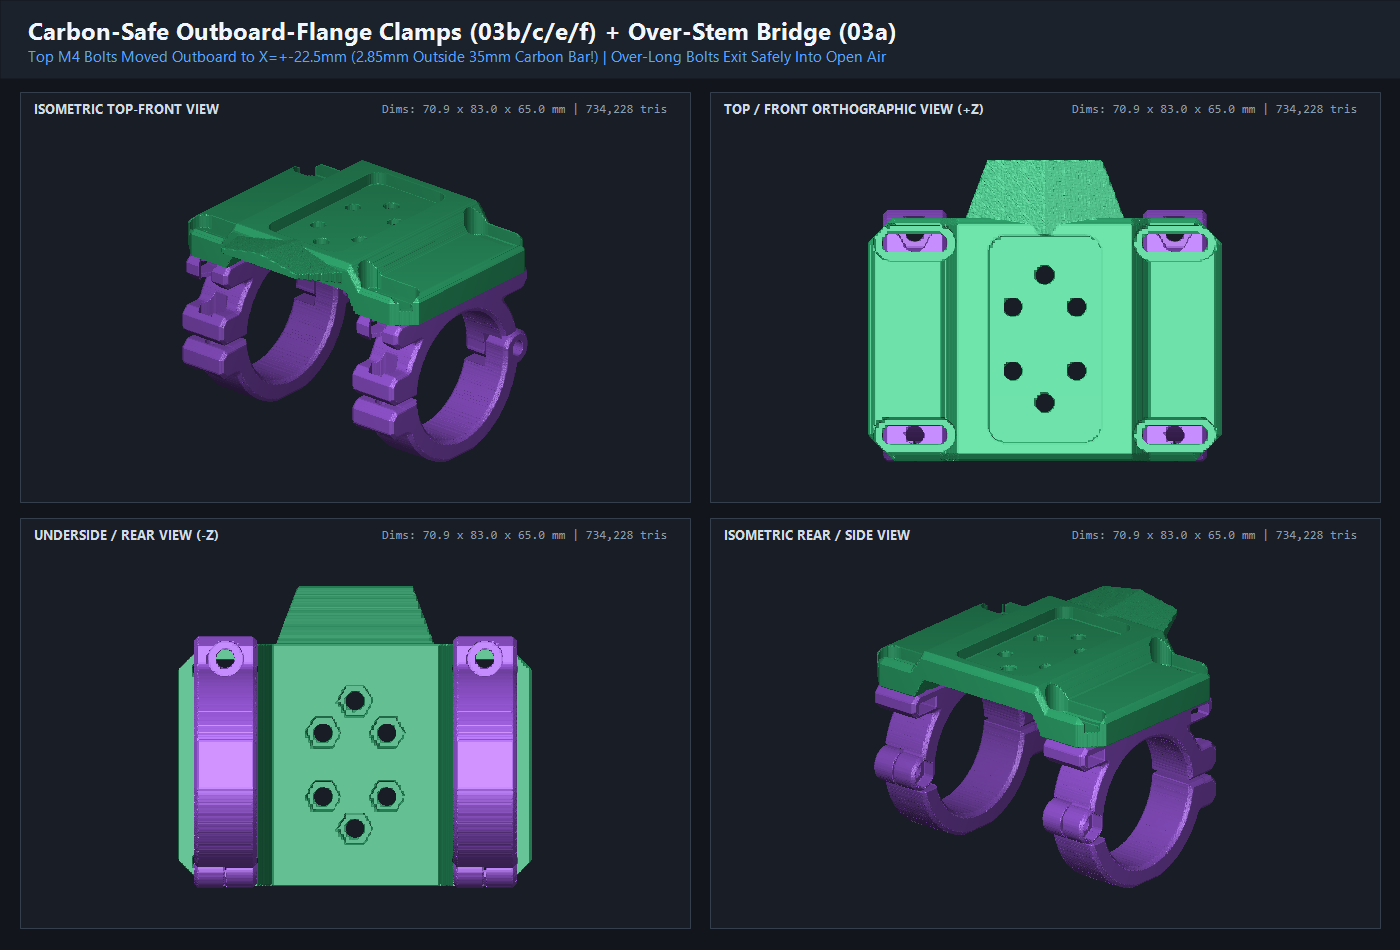 Carbon-Safe Outboard-Flange Clamps (03b/c/e/f) + Over-Stem Bridge (03a)
Top M4 Bolts Moved Outboard to X=+-22.5mm (2.85mm Outside 35mm Carbon Bar!) | Over-Long Bolts Exit Safely Into Open Air
ISOMETRIC TOP-FRONT VIEW
Dims: 70.9 x 83.0 x 65.0 mm | 734,228 tris
TOP / FRONT ORTHOGRAPHIC VIEW (+Z)
Dims: 70.9 x 83.0 x 65.0 mm | 734,228 tris
UNDERSIDE / REAR VIEW (-Z)
Dims: 70.9 x 83.0 x 65.0 mm | 734,228 tris
ISOMETRIC REAR / SIDE VIEW
Dims: 70.9 x 83.0 x 65.0 mm | 734,228 tris